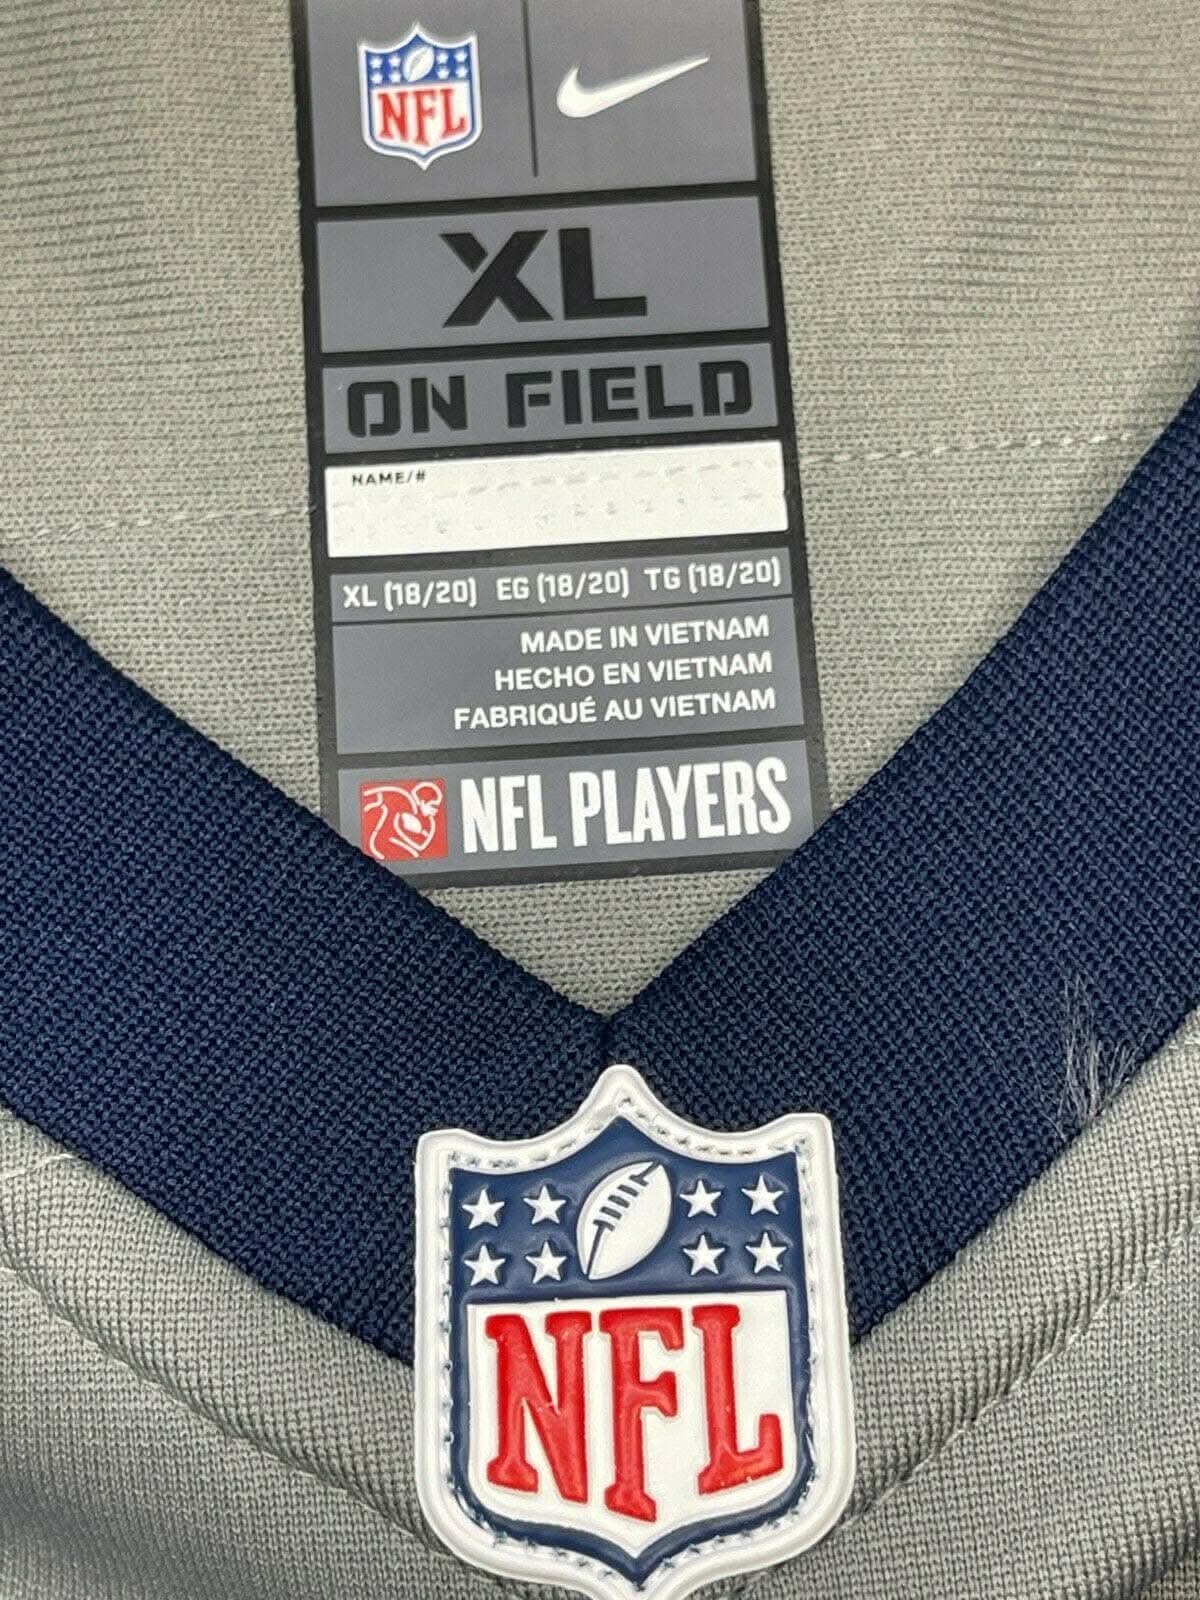 NFL
XL
ON FIELD
NAME/#
XL (18/20) EG (18/20) TG (18/20)
MADE IN VIETNAM
HECHO EN VIETNAM
FABRIQUÉ AU VIETNAM
NFL PLAYERS
NFL